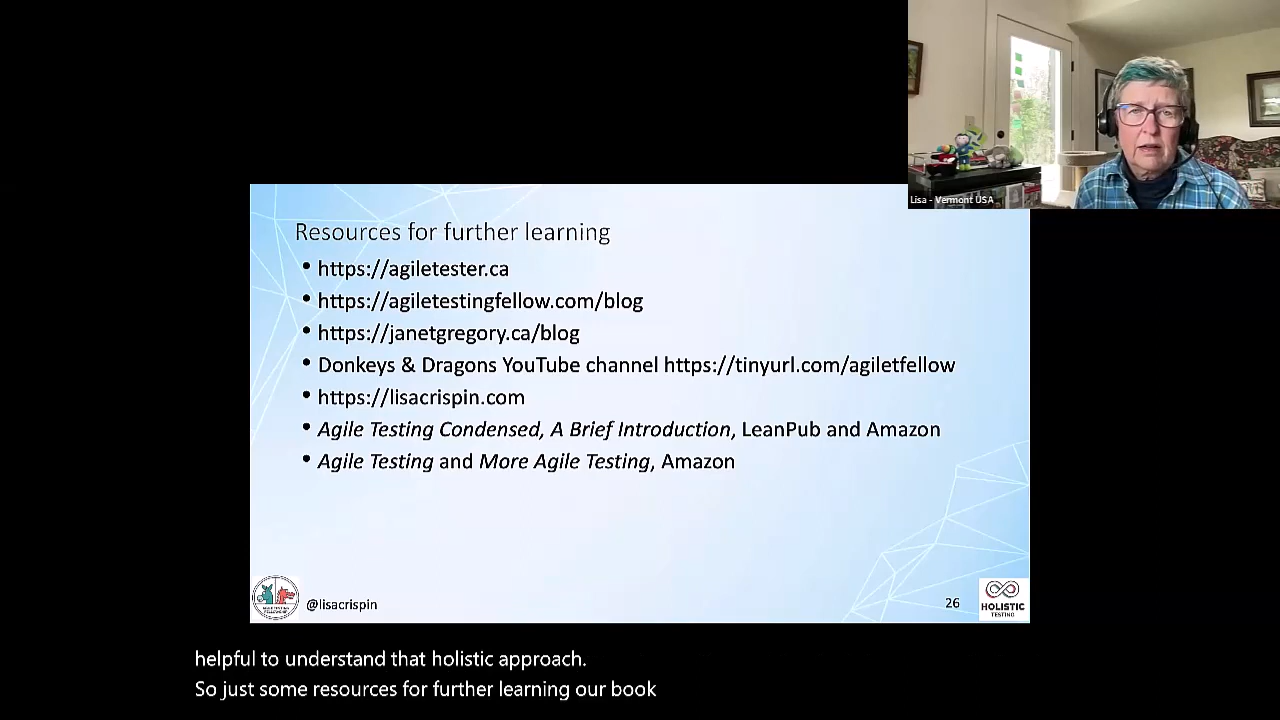 Lisa - Vermont USA
Resources for further learning
• https://agiletester.ca
• https://agiletestingfellow.com/blog
• https://janetgregory.ca/blog
• Donkeys & Dragons YouTube channel https://tinyurl.com/agiletfellow
• https://lisacrispin.com
• Agile Testing Condensed, A Brief Introduction, LeanPub and Amazon
• Agile Testing and More Agile Testing, Amazon
@lisacrispin
26
HOLISTIC
TESTING
helpful to understand that holistic approach.
So just some resources for further learning our book